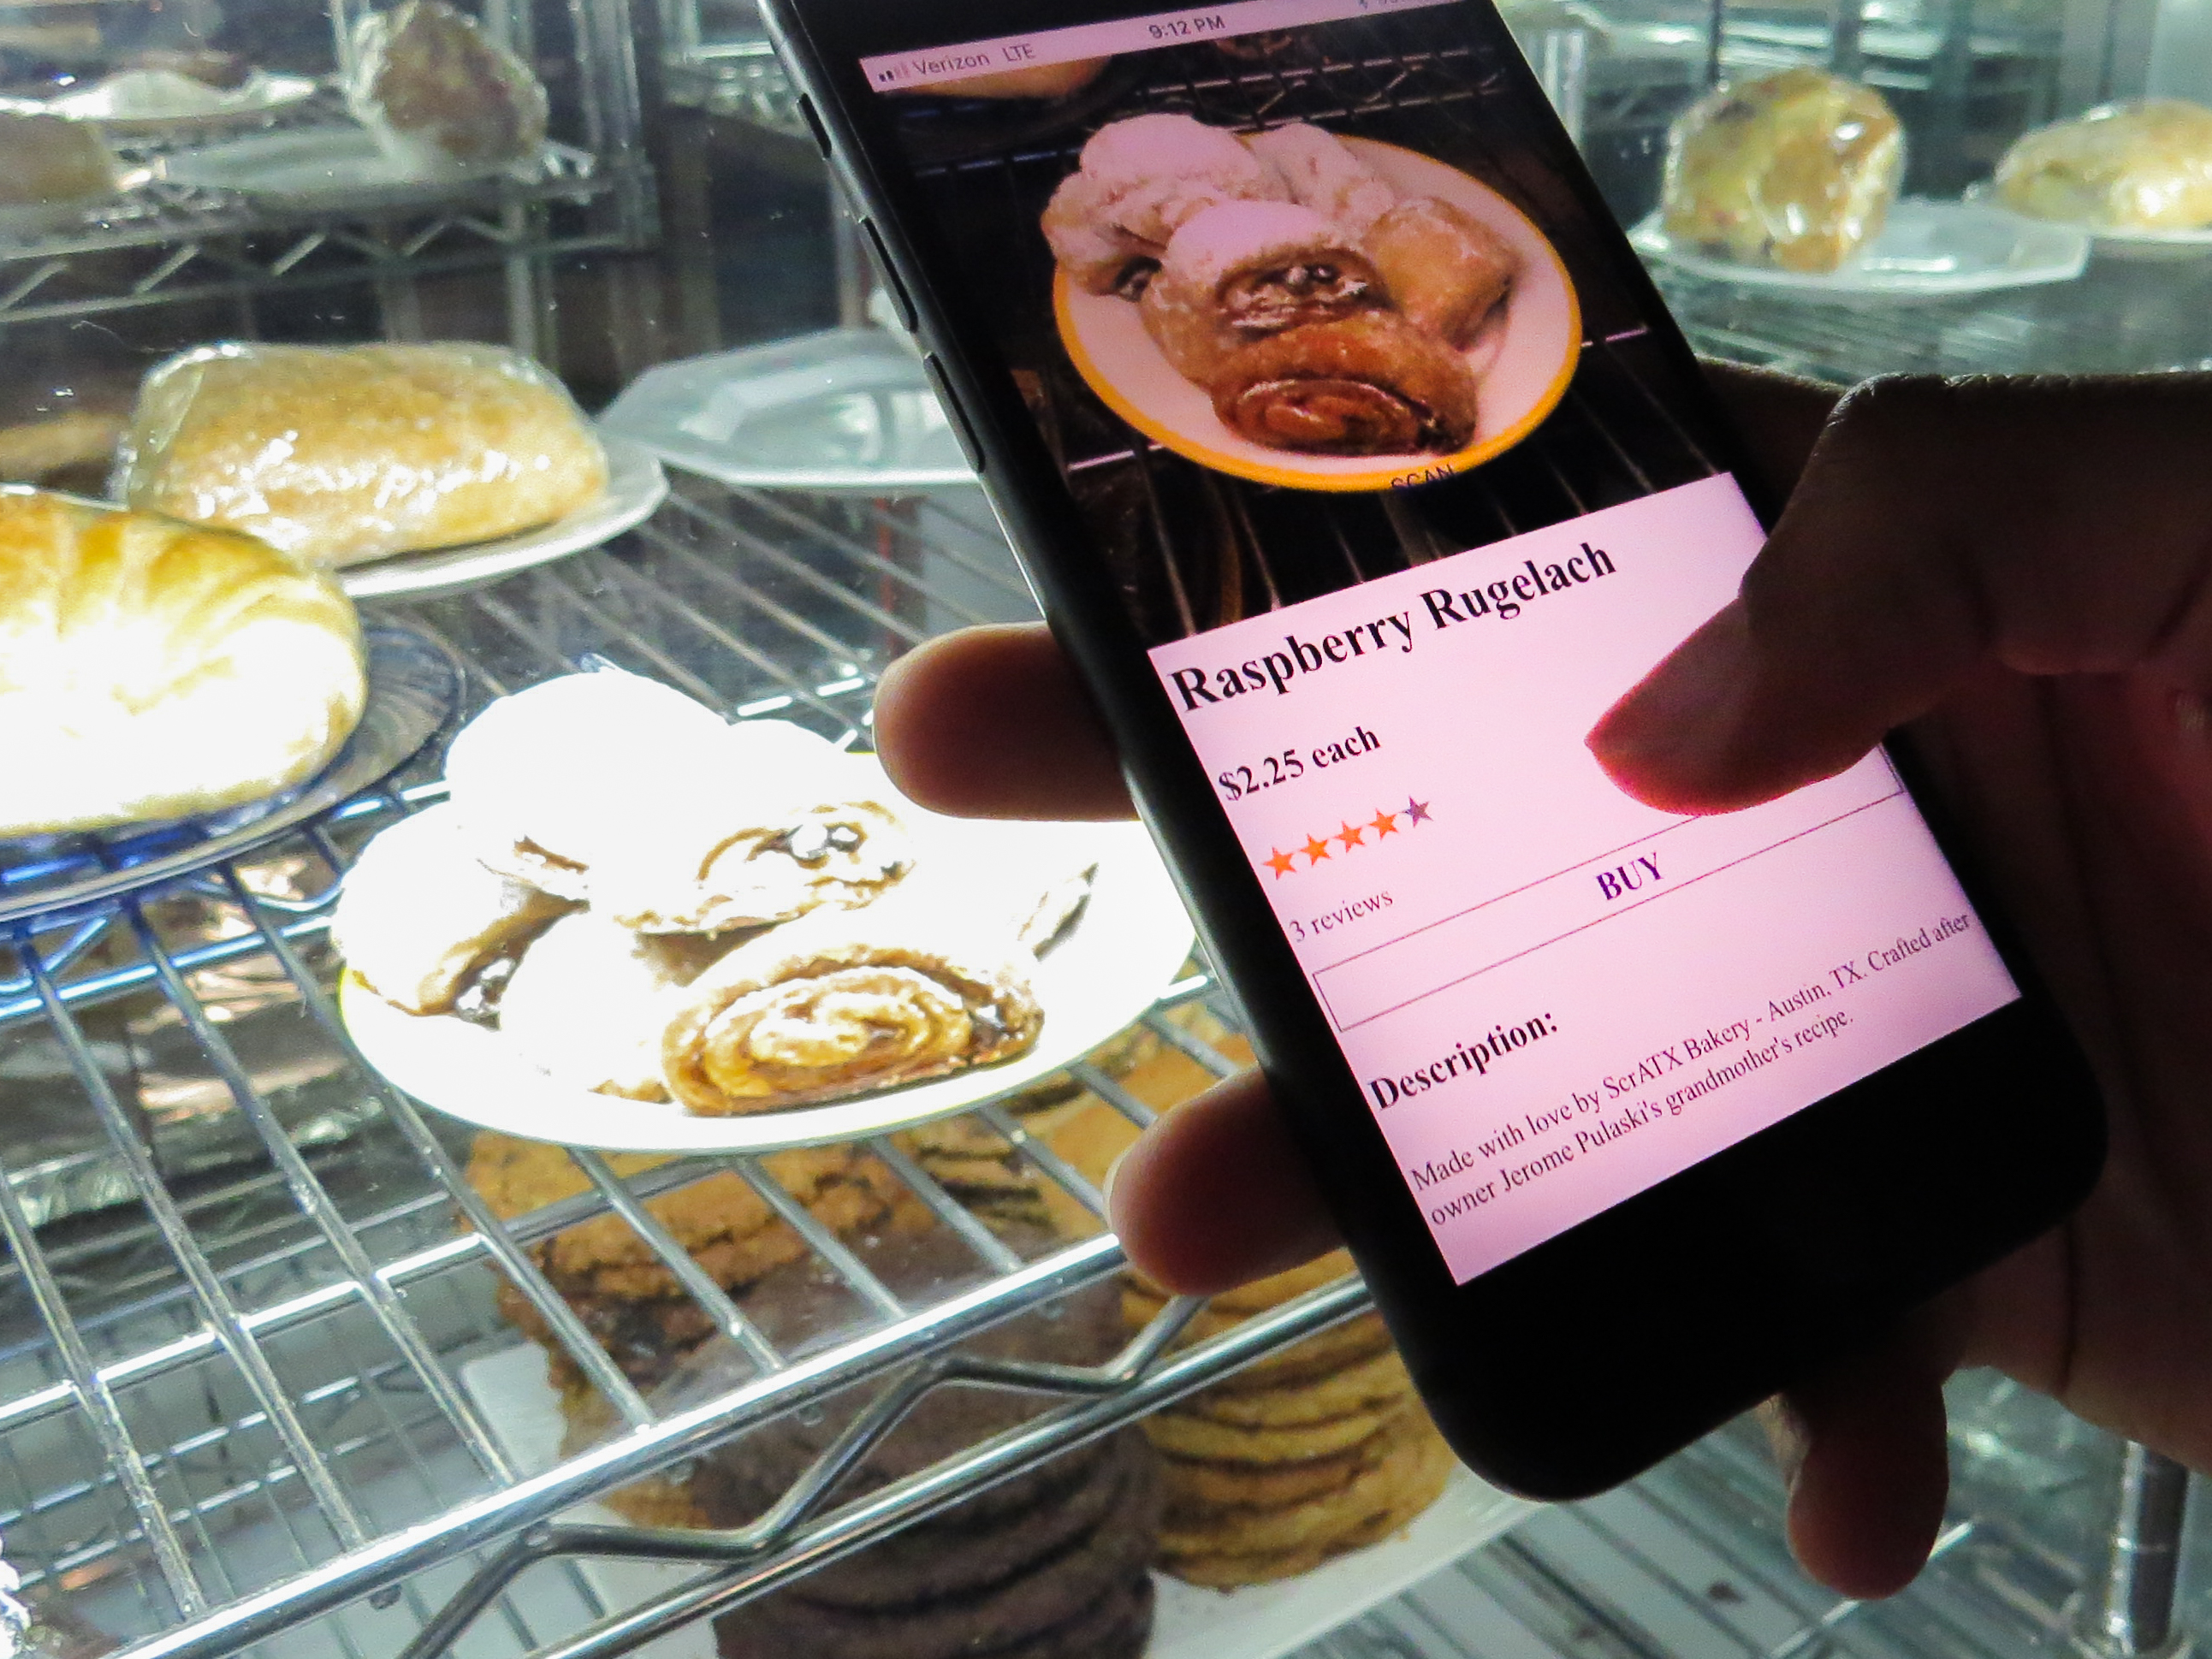 Verizon LTE 9:12 PM
SCAN
Raspberry Rugelach
$2.25 each
3 reviews
BUY
Description:
Made with love by ScrATX Bakery - Austin, TX. Crafted after
owner Jerome Pulaski's grandmother's recipe.